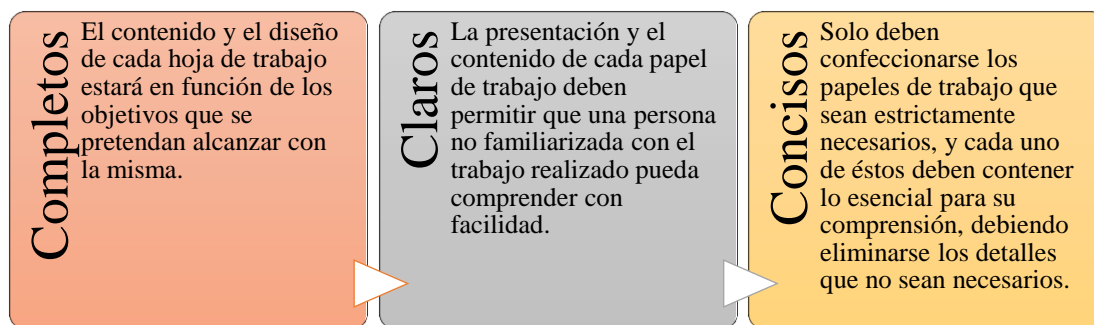 Completos
El contenido y el diseño
de cada hoja de trabajo
estará en función de los
objetivos que se
pretendan alcanzar con
la misma.
Claros
La presentación y el
contenido de cada papel
de trabajo deben
permitir que una persona
no familiarizada con el
trabajo realizado pueda
comprender con
facilidad.
Concisos
Solo deben
confeccionarse los
papeles de trabajo que
sean estrictamente
necesarios, y cada uno
de éstos deben contener
lo esencial para su
comprensión, debiendo
eliminarse los detalles
que no sean necesarios.